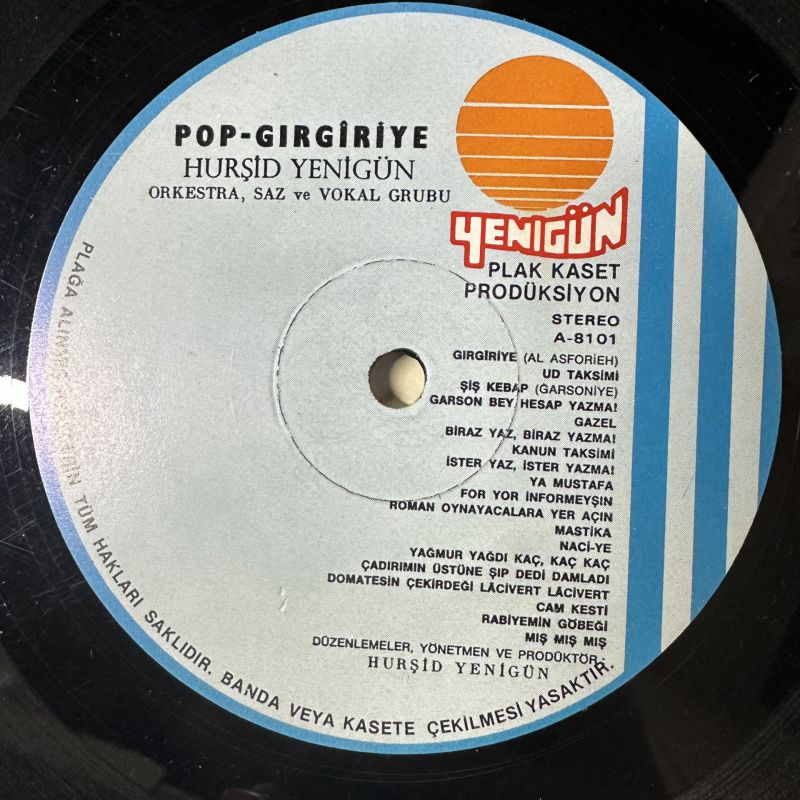 POP-GIRGİRİYE
HURŞİD YENİGÜN
ORKESTRA, SAZ ve VOKAL GRUBU
YENİGÜN
PLAK KASET
PRODÜKSİYON
STEREO
A-8101
GIRGİRİYE (AL ASFORİEH)
UD TAKSİMİ
ŞİŞ KEBAP (GARSONİYE)
GARSON BEY HESAP YAZMA!
GAZEL
BİRAZ YAZ, BİRAZ YAZMA!
KANUN TAKSİMİ
İSTER YAZ, İSTER YAZMA!
YA MUSTAFA
FOR YOR İNFORMEYŞIN
ROMAN OYNAYACALARA YER AÇIN
MASTİKA
NACİ-YE
YAĞMUR YAĞDI KAÇ, KAÇ KAÇ
ÇADIRIMIN ÜSTÜNE ŞIP DEDİ DAMLADI
DOMATESİN ÇEKİRDEĞİ LÂCİVERT LÂCİVERT
CAM KESTİ
RABİYEMİN GÖBEĞİ
MIŞ MIŞ MIŞ
DÜZENLEMELER, YÖNETMEN VE PRODÜKTÖR
HURŞİD YENİGÜN
PLAĞA TÜM HAKLARI SAKLIDIR. BANDA VEYA KASETE ÇEKİLMESİ YASAKTIR.